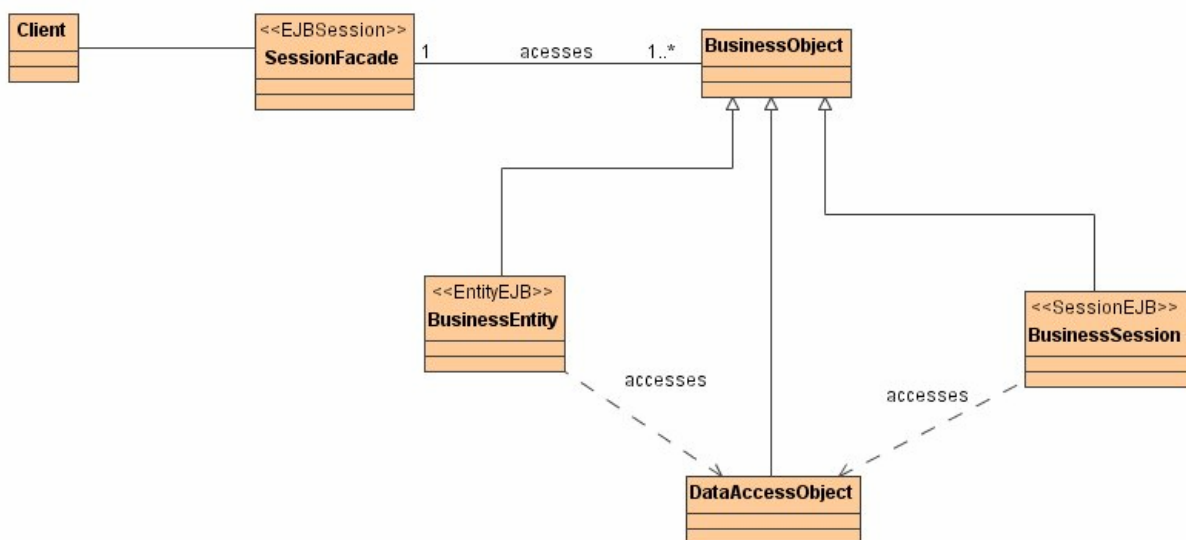 Client
<<EJBSession>>
SessionFacade
1
acesses
1..*
BusinessObject
<<EntityEJB>>
BusinessEntity
<<SessionEJB>>
BusinessSession
accesses
accesses
DataAccessObject